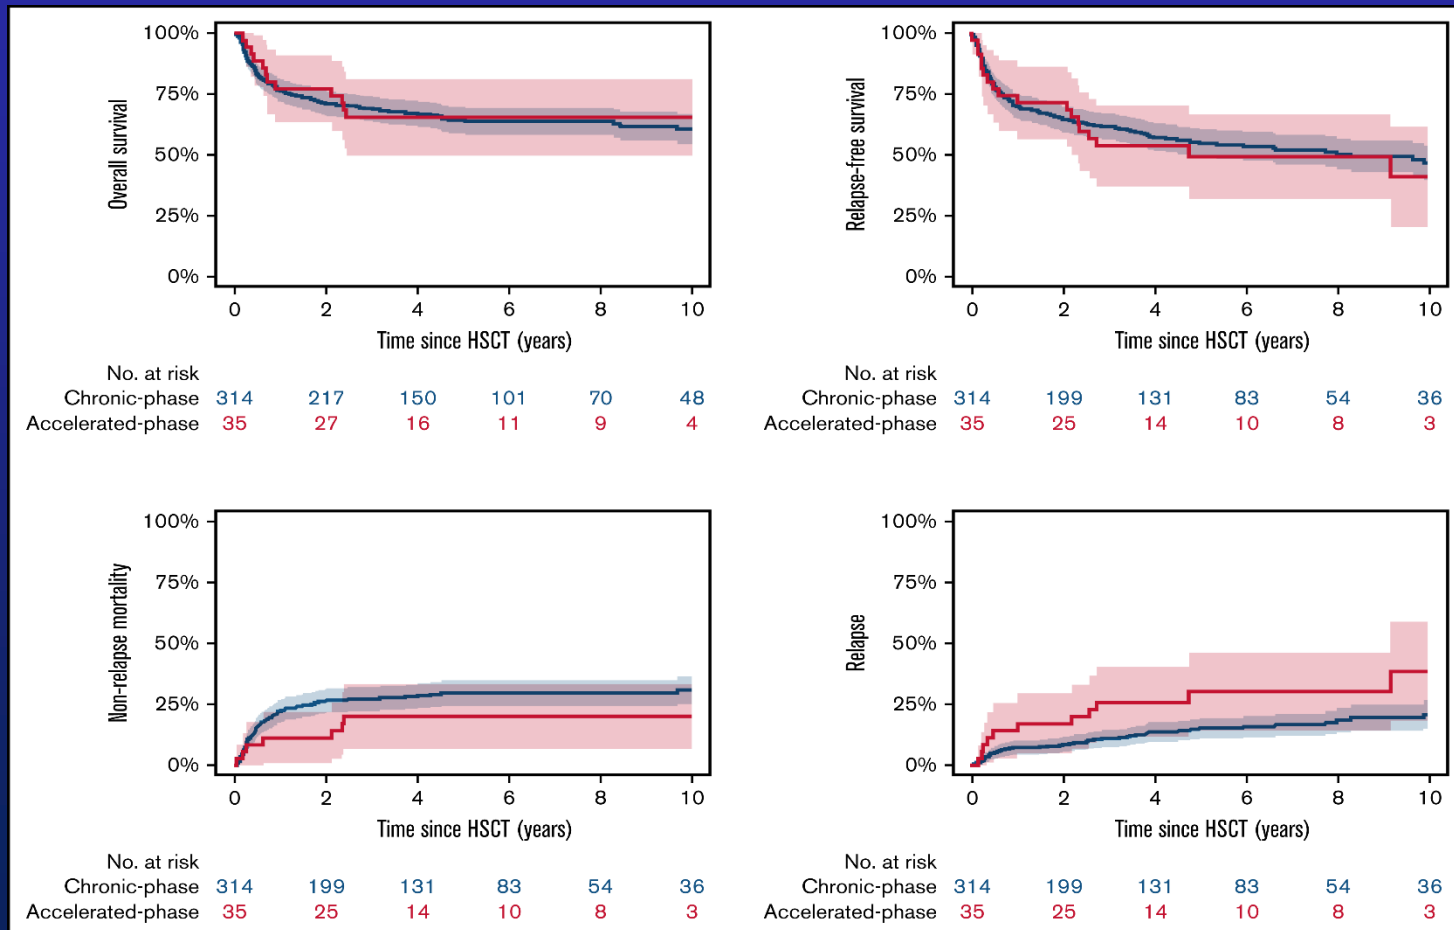 Overall survival
100%
75%
50%
25%
0%
0 2 4 6 8 10
Time since HSCT (years)
No. at risk
Chronic-phase 314 217 150 101 70 48
Accelerated-phase 35 27 16 11 9 4
Relapse-free survival
100%
75%
50%
25%
0%
0 2 4 6 8 10
Time since HSCT (years)
No. at risk
Chronic-phase 314 199 131 83 54 36
Accelerated-phase 35 25 14 10 8 3
Non-relapse mortality
100%
75%
50%
25%
0%
0 2 4 6 8 10
Time since HSCT (years)
No. at risk
Chronic-phase 314 199 131 83 54 36
Accelerated-phase 35 25 14 10 8 3
Relapse
100%
75%
50%
25%
0%
0 2 4 6 8 10
Time since HSCT (years)
No. at risk
Chronic-phase 314 199 131 83 54 36
Accelerated-phase 35 25 14 10 8 3